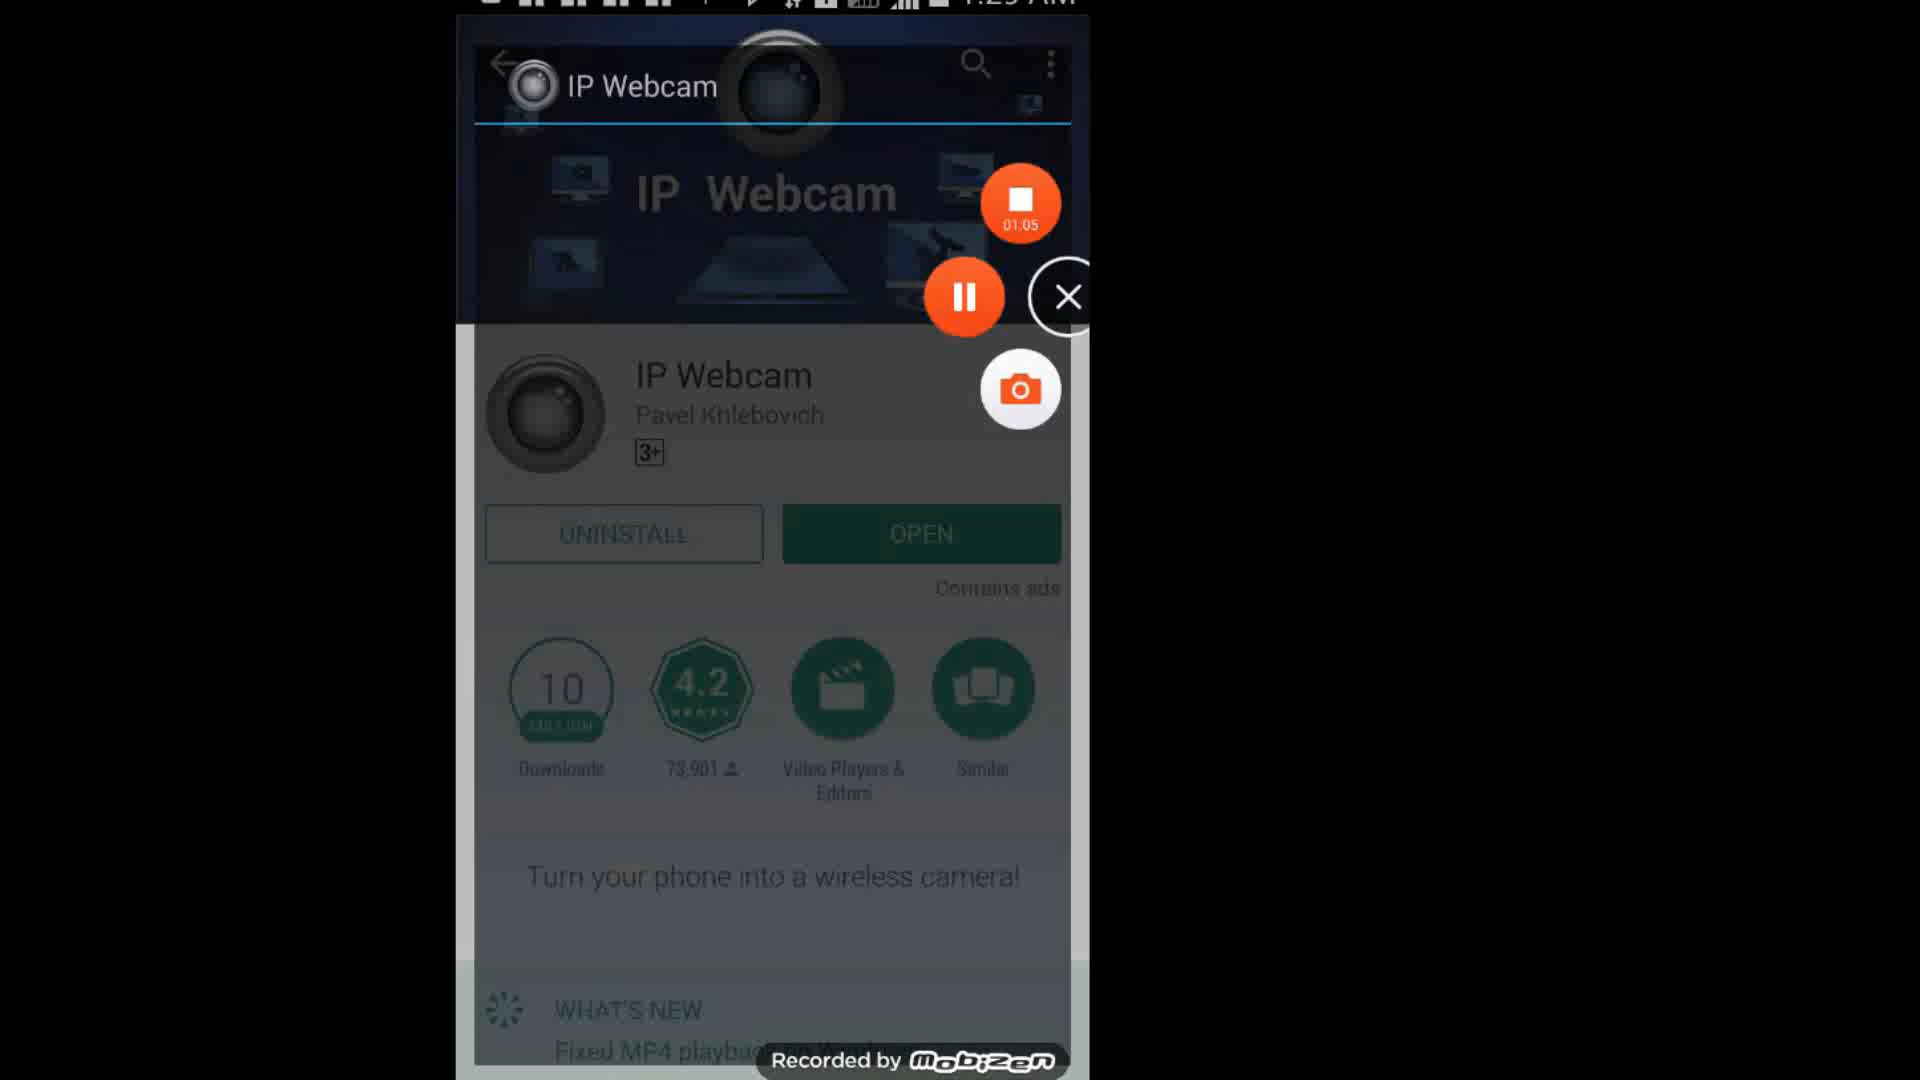 IP Webcam
IP Webcam
01:05
IP Webcam
Pavel Khlebovich
3+
UNINSTALL
OPEN
Contains ads
10
4.2
Downloads
73,901
Video Players &
Editors
Similar
Turn your phone into a wireless camera!
WHAT'S NEW
Fixed MP4
Recorded by mobizen